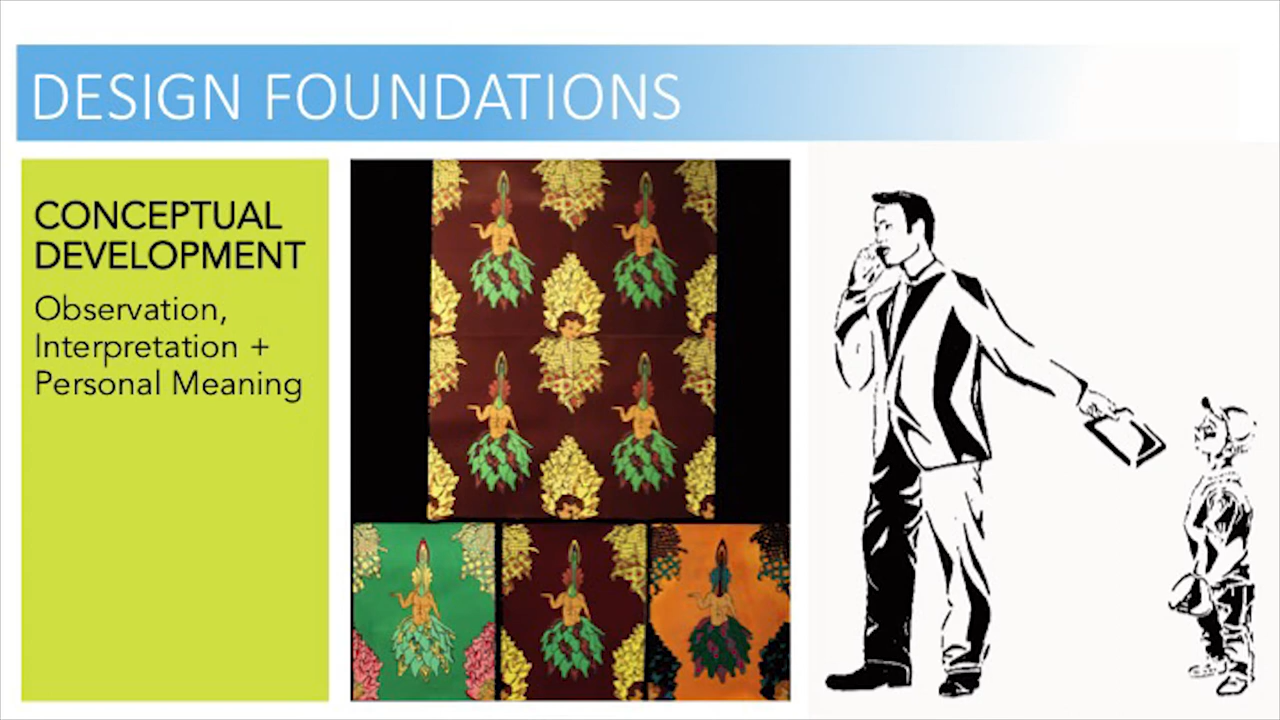 DESIGN FOUNDATIONS
CONCEPTUAL
DEVELOPMENT
Observation,
Interpretation +
Personal Meaning